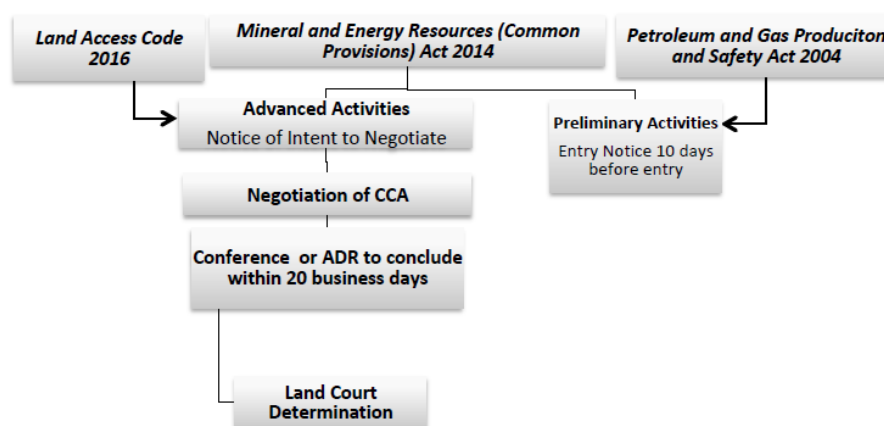 Land Access Code
2016
Mineral and Energy Resources (Common
Provisions) Act 2014
Petroleum and Gas Produciton
and Safety Act 2004
Advanced Activities
Notice of Intent to Negotiate
Preliminary Activities
Entry Notice 10 days
before entry
Negotiation of CCA
Conference or ADR to conclude
within 20 business days
Land Court
Determination